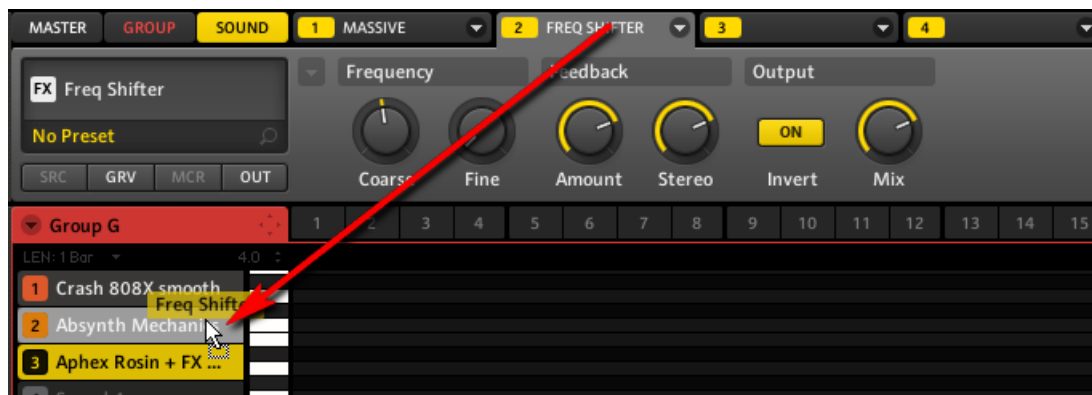 MASTER GROUP SOUND 1 MASSIVE 2 FREQ SHIFTER 3 4
FX Freq Shifter
Frequency Feedback Output
No Preset
ON
SRC GRV MCR OUT
Coarse Fine Amount Stereo Invert Mix
Group G
1 2 3 4 5 6 7 8 9 10 11 12 13 14 15
LEN: 1 Bar 4.0
1 Crash 808X smooth
Freq Shifte
2 Absynth Mechani
3 Aphex Rosin + FX ...